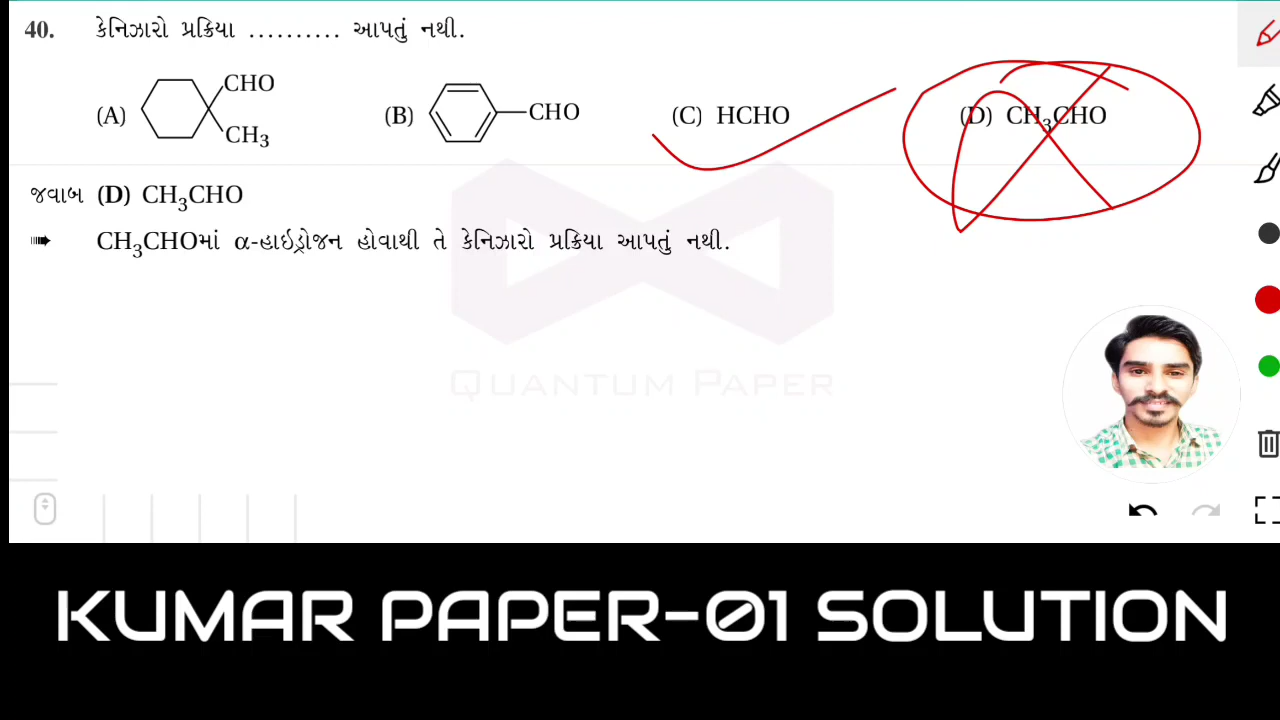 40. કેનિઝારો પ્રક્રિયા .......... આપતું નથી.
(A) CHO CH₃ (B) CHO (C) HCHO (D) CH₃CHO
જવાબ (D) CH₃CHO
➠ CH₃CHOમાં α-હાઇડ્રોજન હોવાથી તે કેનિઝારો પ્રક્રિયા આપતું નથી.
QUANTUM PAPER
KUMAR PAPER-01 SOLUTION